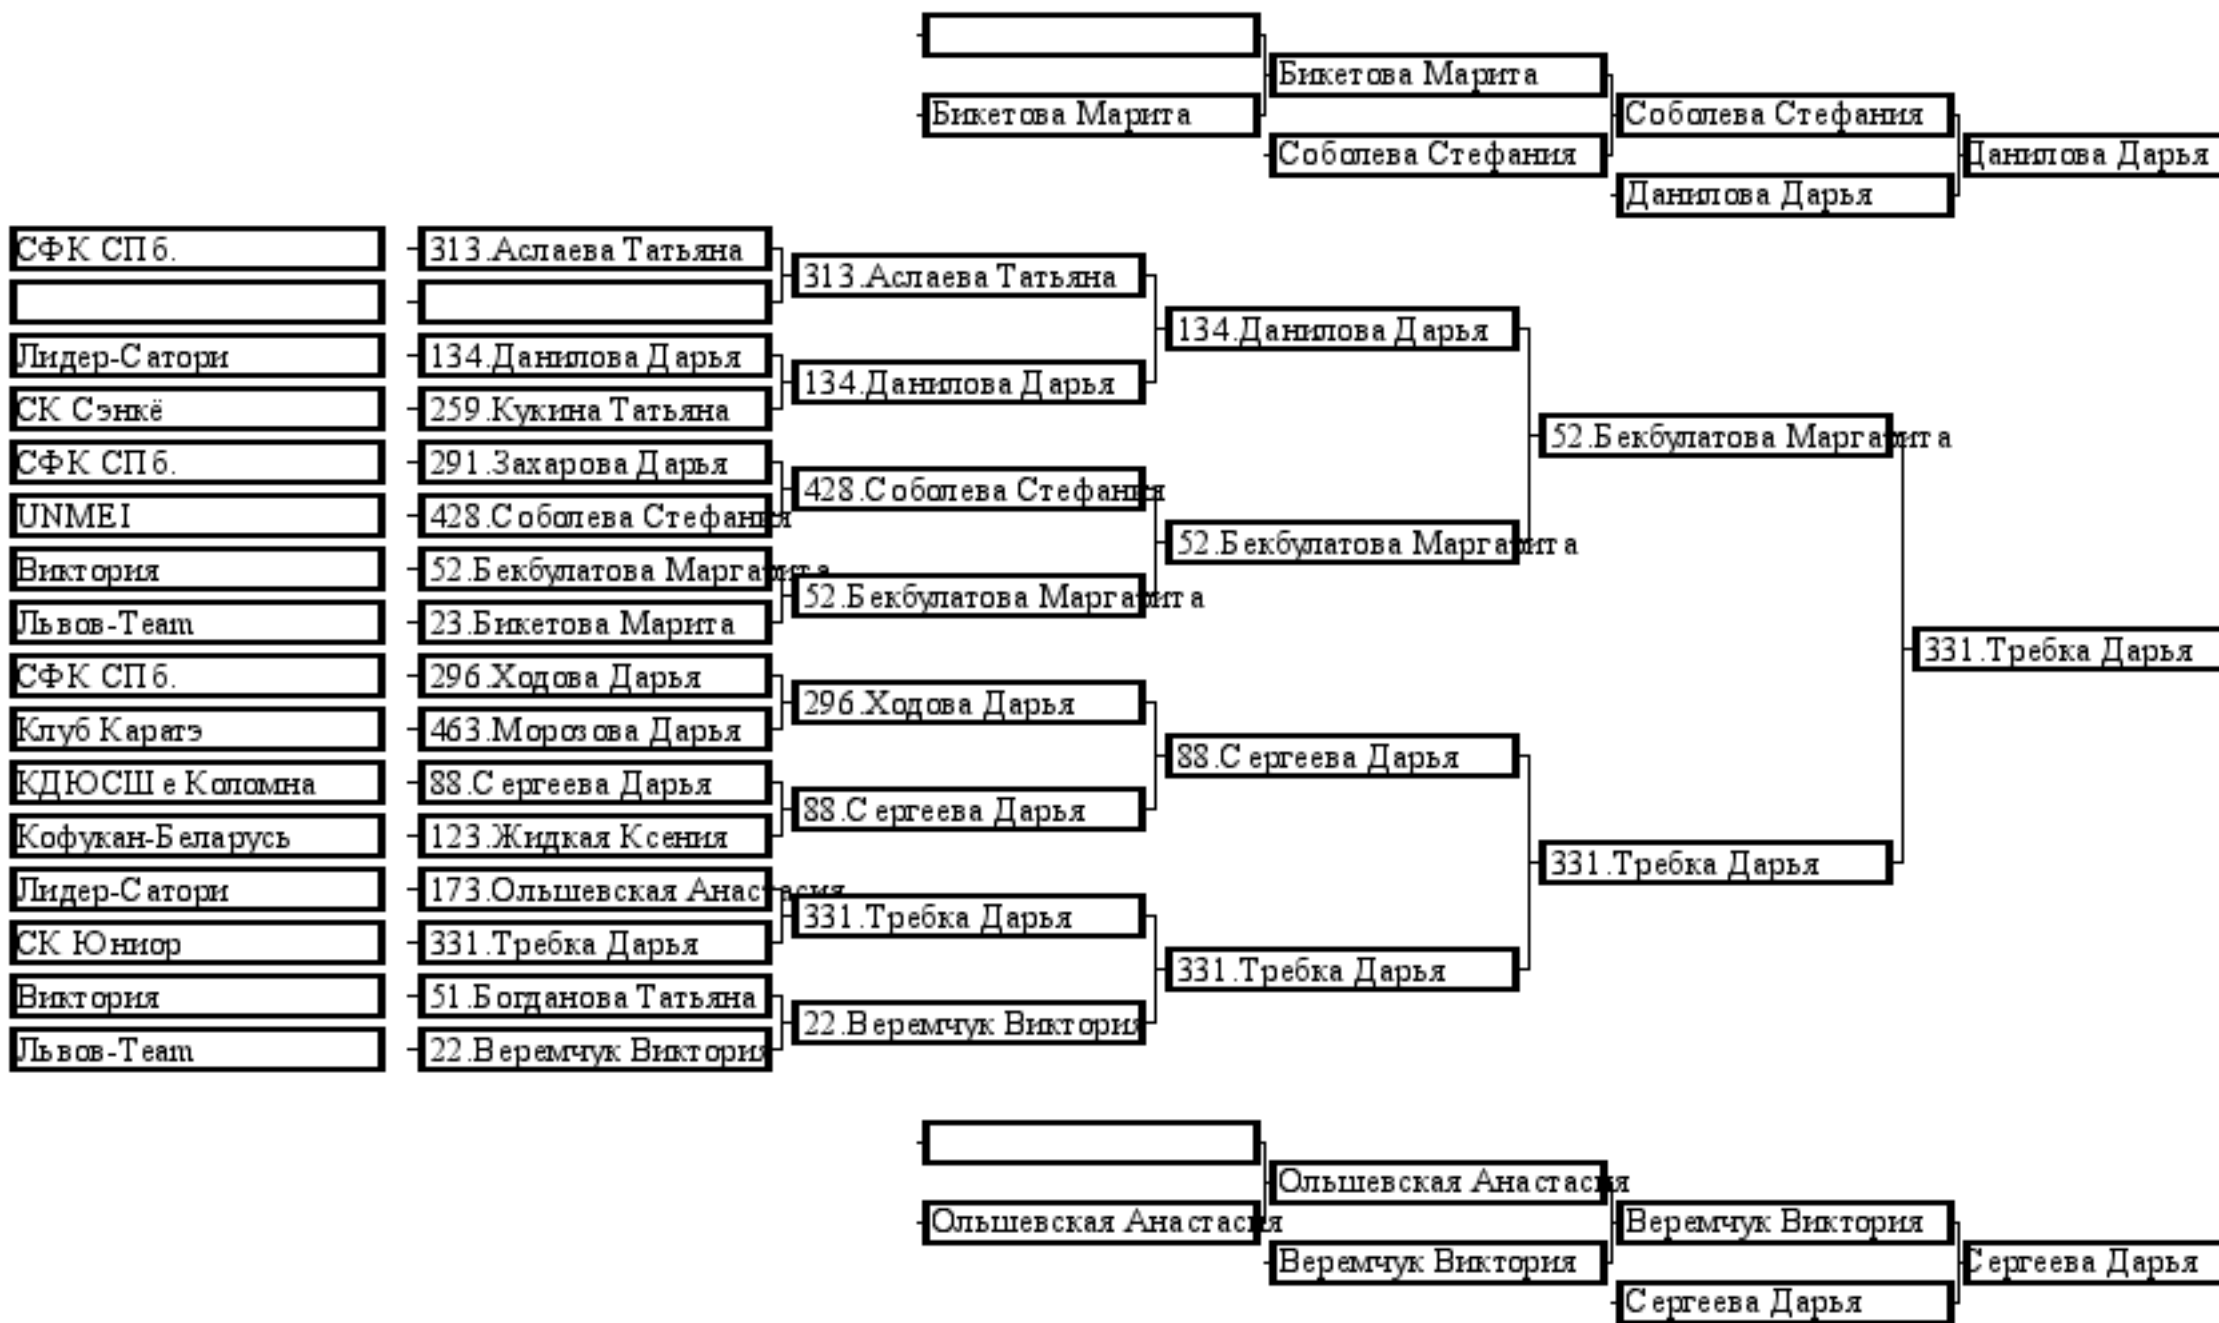 Бикетова Марита
Бикетова Марита
Соболева Стефания
Соболева Стефания
Данилова Дарья
Данилова Дарья
СФК СПб. 313.Аслаева Татьяна
313.Аслаева Татьяна
134.Данилова Дарья
Лидер-Сатори 134.Данилова Дарья
134.Данилова Дарья
СК Сэнкё 259.Кукина Татьяна
52.Бекбулатова Маргарита
СФК СПб. 291.Захарова Дарья
428.Соболева Стефания
UNMEI 428.Соболева Стефания
52.Бекбулатова Маргарита
Виктория 52.Бекбулатова Маргарита
52.Бекбулатова Маргарита
Львов-Team 23.Бикетова Марита
331.Требка Дарья
СФК СПб. 296.Ходова Дарья
296.Ходова Дарья
Клуб Каратэ 463.Морозова Дарья
88.Сергеева Дарья
КДЮСШ е Коломна 88.Сергеева Дарья
88.Сергеева Дарья
Кофукан-Беларусь 123.Жидкая Ксения
331.Требка Дарья
Лидер-Сатори 173.Ольшевская Анастасия
331.Требка Дарья
СК Юниор 331.Требка Дарья
331.Требка Дарья
Виктория 51.Богданова Татьяна
22.Веремчук Виктория
Львов-Team 22.Веремчук Виктория
Ольшевская Анастасия
Ольшевская Анастасия
Веремчук Виктория
Веремчук Виктория
Сергеева Дарья
Сергеева Дарья